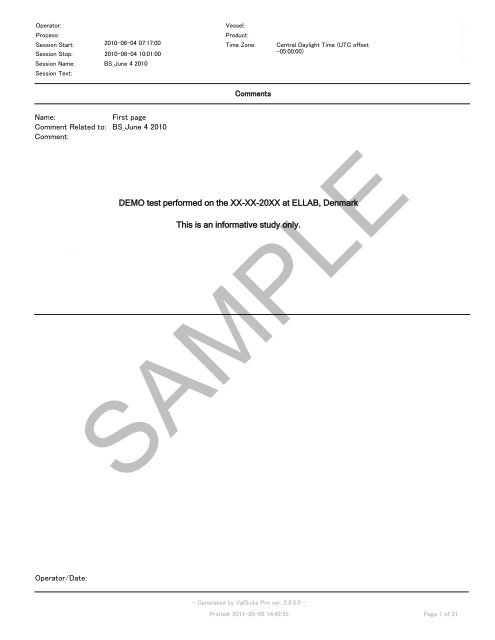 Operator:
Vessel:
Process:
Product:
Session Start: 2010-06-04 07:17:00
Time Zone: Central Daylight Time (UTC offset
-05:00:00)
Session Stop: 2010-06-04 10:01:00
Session Name: BS_June 4 2010
Session Text:
Comments
Name: First page
Comment Related to: BS_June 4 2010
Comment:
DEMO test performed on the XX-XX-20XX at ELLAB, Denmark
This is an informative study only.
SAMPLE
Operator/Date:
- Generated by ValSuite Pro ver. 2.8.5.0 -
Printed: 2011-05-06 14:42:55
Page 1 of 21